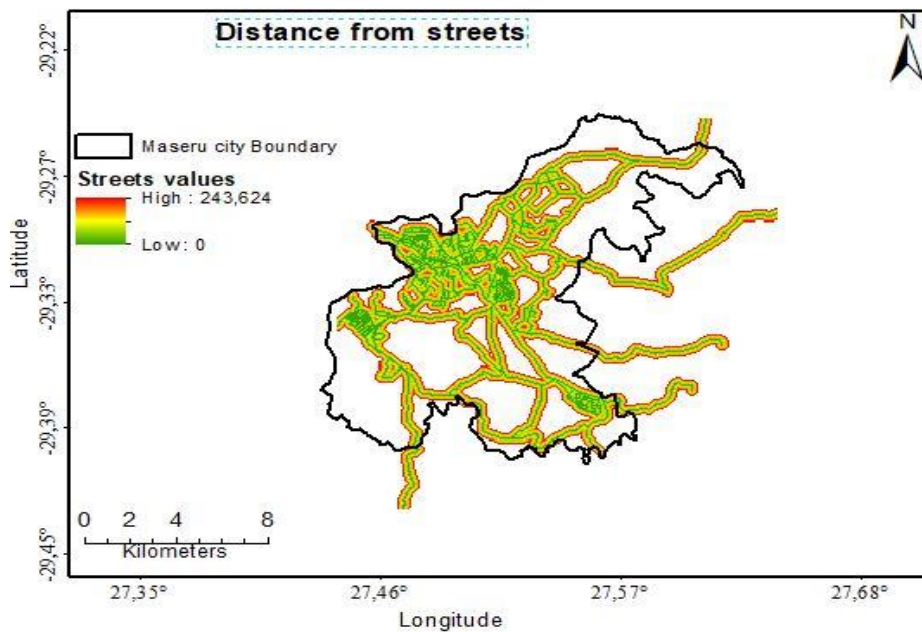 Distance from streets
N
Maseru city Boundary
Streets values
High : 243,624
Low: 0
Latitude
-29,22°
-29,27°
-29,33°
-29,39°
-29,45°
0 2 4 8
Kilometers
27,35° 27,46° 27,57° 27,68°
Longitude